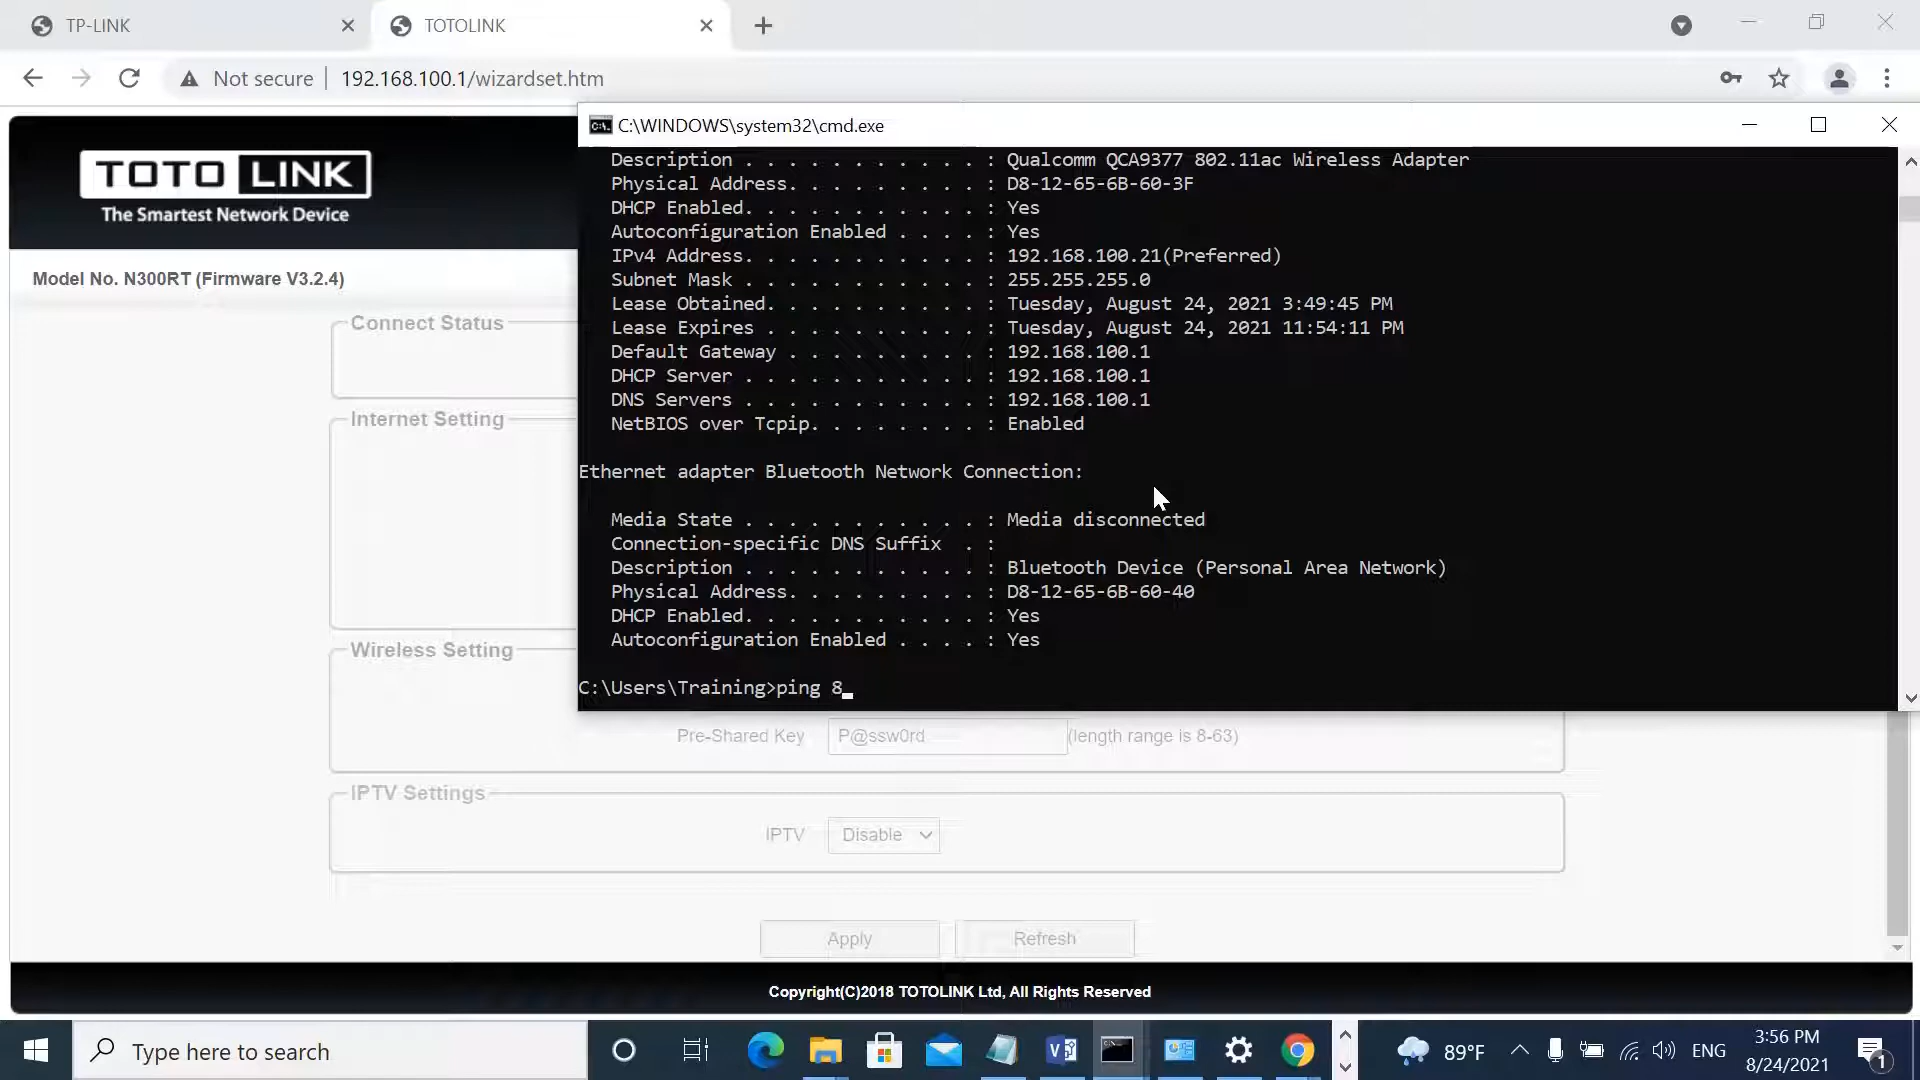 TP-LINK
TOTOLINK
Not secure
192.168.100.1/wizardset.htm
C:\WINDOWS\system32\cmd.exe
TOTO LINK
The Smartest Network Device
Model No. N300RT (Firmware V3.2.4)
Connect Status
Internet Setting
Wireless Setting
Description . . . . . . . . . . . : Qualcomm QCA9377 802.11ac Wireless Adapter
Physical Address. . . . . . . . . : D8-12-65-6B-60-3F
DHCP Enabled. . . . . . . . . . . : Yes
Autoconfiguration Enabled . . . . : Yes
IPv4 Address. . . . . . . . . . . : 192.168.100.21(Preferred)
Subnet Mask . . . . . . . . . . . : 255.255.255.0
Lease Obtained. . . . . . . . . . : Tuesday, August 24, 2021 3:49:45 PM
Lease Expires . . . . . . . . . . : Tuesday, August 24, 2021 11:54:11 PM
Default Gateway . . . . . . . . . : 192.168.100.1
DHCP Server . . . . . . . . . . . : 192.168.100.1
DNS Servers . . . . . . . . . . . : 192.168.100.1
NetBIOS over Tcpip. . . . . . . . : Enabled
Ethernet adapter Bluetooth Network Connection:
Media State . . . . . . . . . . . : Media disconnected
Connection-specific DNS Suffix . :
Description . . . . . . . . . . . : Bluetooth Device (Personal Area Network)
Physical Address. . . . . . . . . : D8-12-65-6B-60-40
DHCP Enabled. . . . . . . . . . . : Yes
Autoconfiguration Enabled . . . . : Yes
C:\Users\Training>ping 8_
Pre-Shared Key P@ssw0rd (length range is 8-63)
IPTV Settings
IPTV Disable
Apply Refresh
Copyright(C)2018 TOTOLINK Ltd, All Rights Reserved
Type here to search
89°F
ENG
3:56 PM
8/24/2021
1